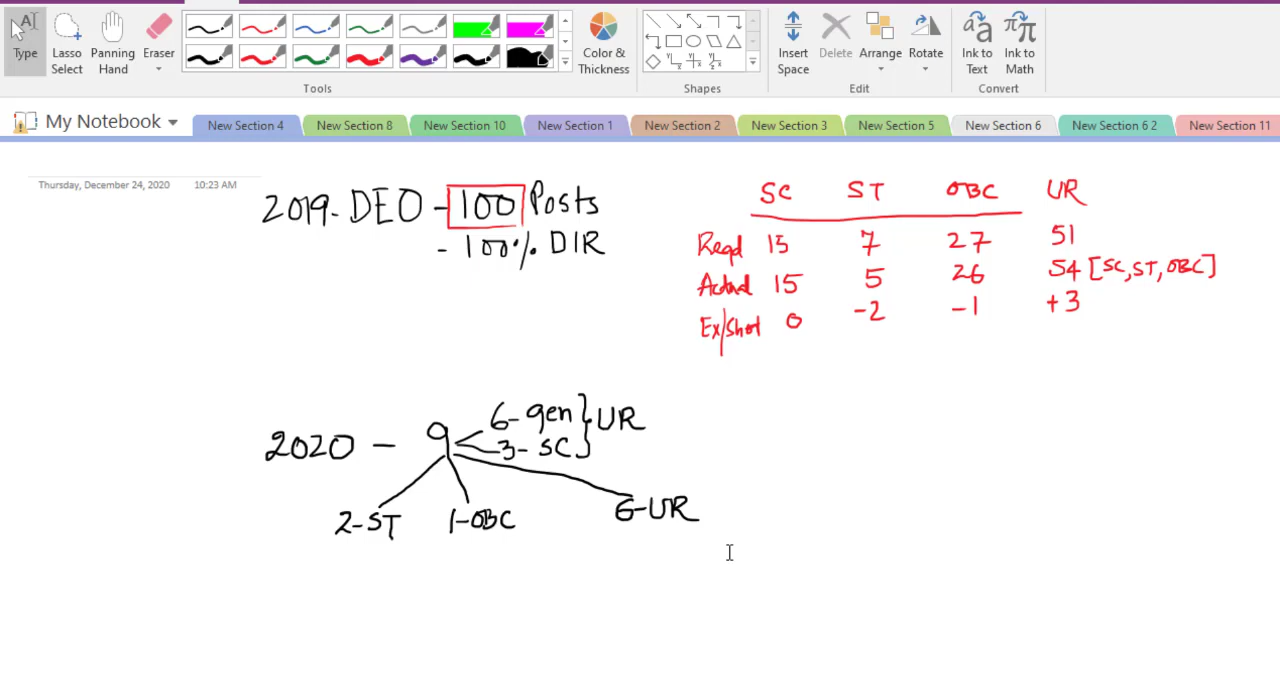 Type
Lasso Select
Panning Hand
Eraser
Color & Thickness
Insert Space
Delete
Arrange
Rotate
Ink to Text
Ink to Math
Tools
Shapes
Edit
Convert
My Notebook
New Section 4
New Section 8
New Section 10
New Section 1
New Section 2
New Section 3
New Section 5
New Section 6
New Section 6 2
New Section 11
Thursday, December 24, 2020 10:23 AM
2019- DEO - 100 Posts
- 100% DIR
SC ST OBC UR
Reqd 15 7 27 51
Actual 15 5 26 54 [SC, ST, OBC]
Ex/Shot 0 -2 -1 +3
6- gen
2020 - 9 } UR
3- SC
2-ST 1-OBC 6-UR